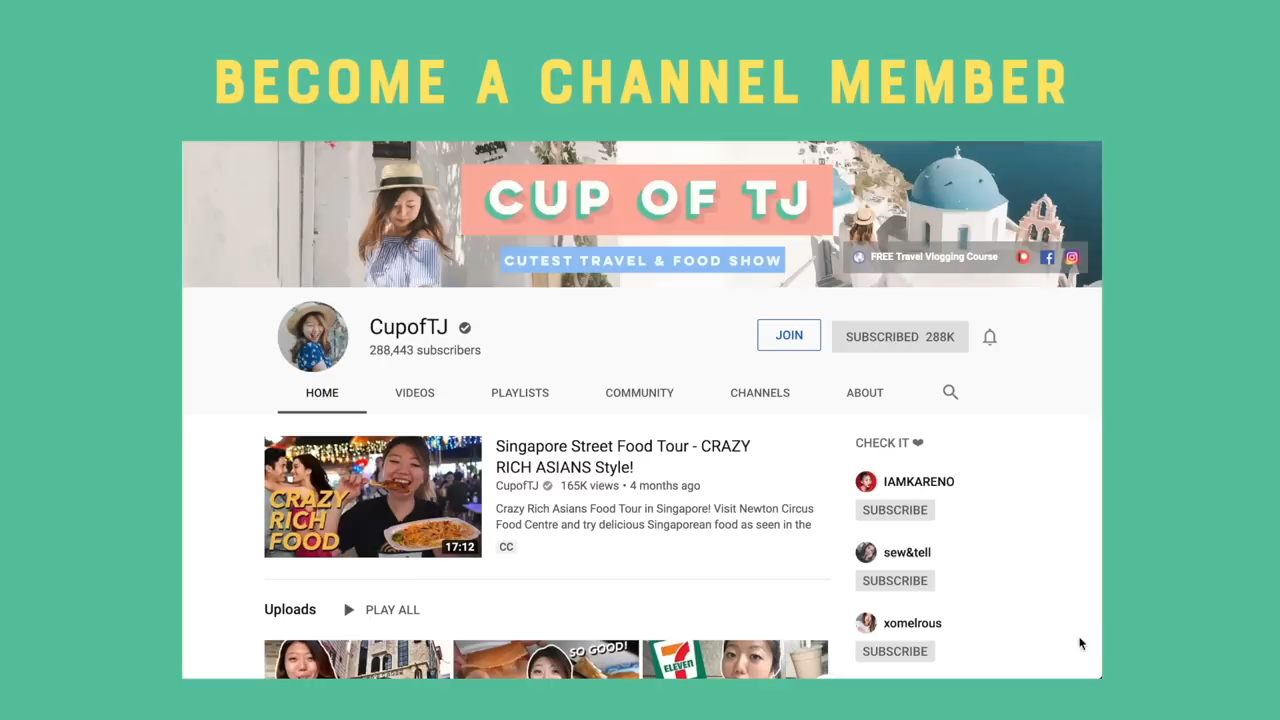 BECOME A CHANNEL MEMBER
CUP OF TJ
CUTEST TRAVEL & FOOD SHOW
FREE Travel Vlogging Course
CupofTJ
288,443 subscribers
JOIN
SUBSCRIBED 288K
HOME VIDEOS PLAYLISTS COMMUNITY CHANNELS ABOUT
CRAZY
RICH
FOOD
17:12
Singapore Street Food Tour - CRAZY
RICH ASIANS Style!
CupofTJ 165K views • 4 months ago
Crazy Rich Asians Food Tour in Singapore! Visit Newton Circus
Food Centre and try delicious Singaporean food as seen in the
CC
CHECK IT ❤
IAMKARENO
SUBSCRIBE
sew&tell
SUBSCRIBE
xomelrous
SUBSCRIBE
Uploads PLAY ALL
SO GOOD!
7 ELEVEN